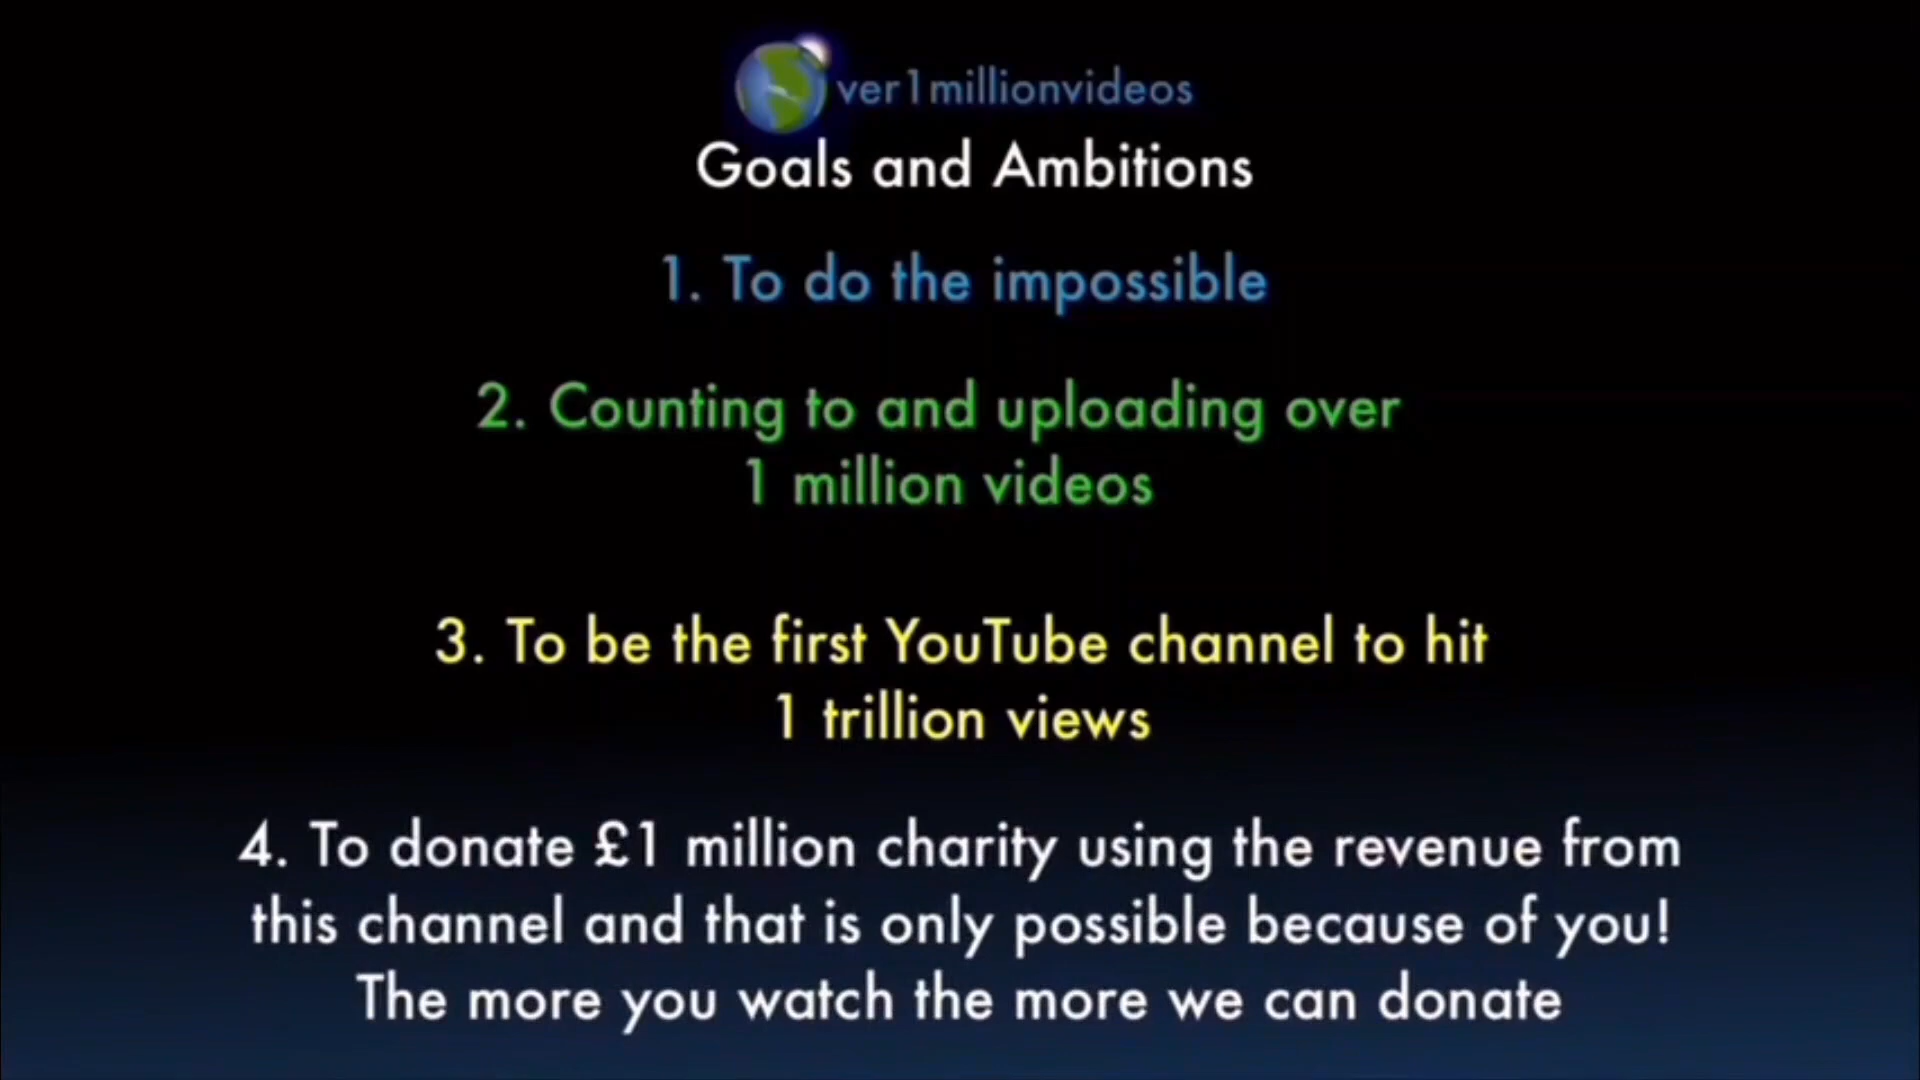 ver1millionvideos
Goals and Ambitions
1. To do the impossible
2. Counting to and uploading over
1 million videos
3. To be the first YouTube channel to hit
1 trillion views
4. To donate £1 million charity using the revenue from
this channel and that is only possible because of you!
The more you watch the more we can donate